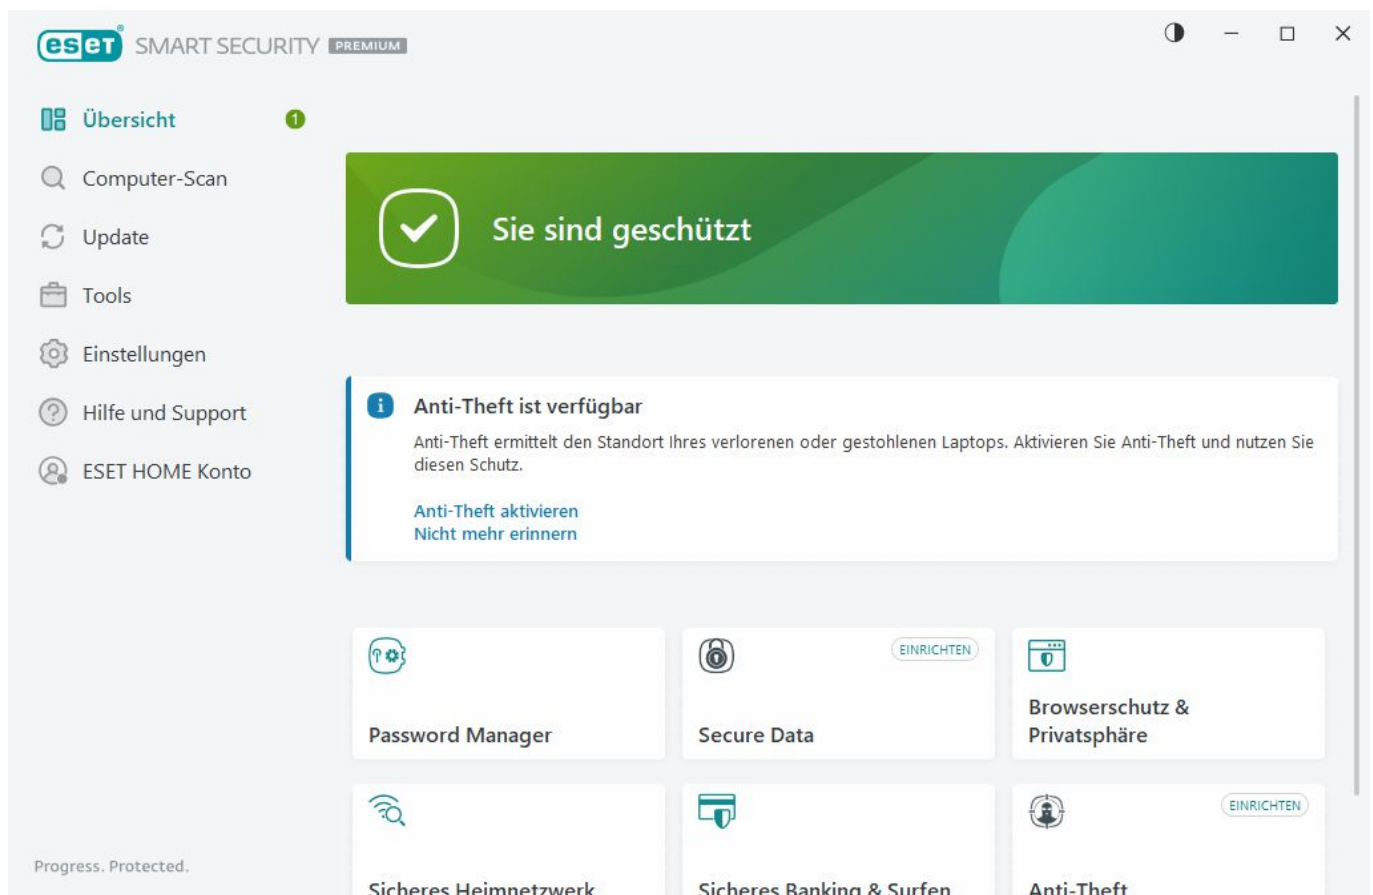 eset SMART SECURITY PREMIUM
Übersicht 1
Computer-Scan
Update
Tools
Einstellungen
Hilfe und Support
ESET HOME Konto
Sie sind geschützt
Anti-Theft ist verfügbar
Anti-Theft ermittelt den Standort Ihres verlorenen oder gestohlenen Laptops. Aktivieren Sie Anti-Theft und nutzen Sie
diesen Schutz.
Anti-Theft aktivieren
Nicht mehr erinnern
Password Manager
EINRICHTEN
Secure Data
Browserschutz &
Privatsphäre
Sicheres Heimnetzwerk
Sicheres Banking & Surfen
EINRICHTEN
Anti-Theft
Progress. Protected.